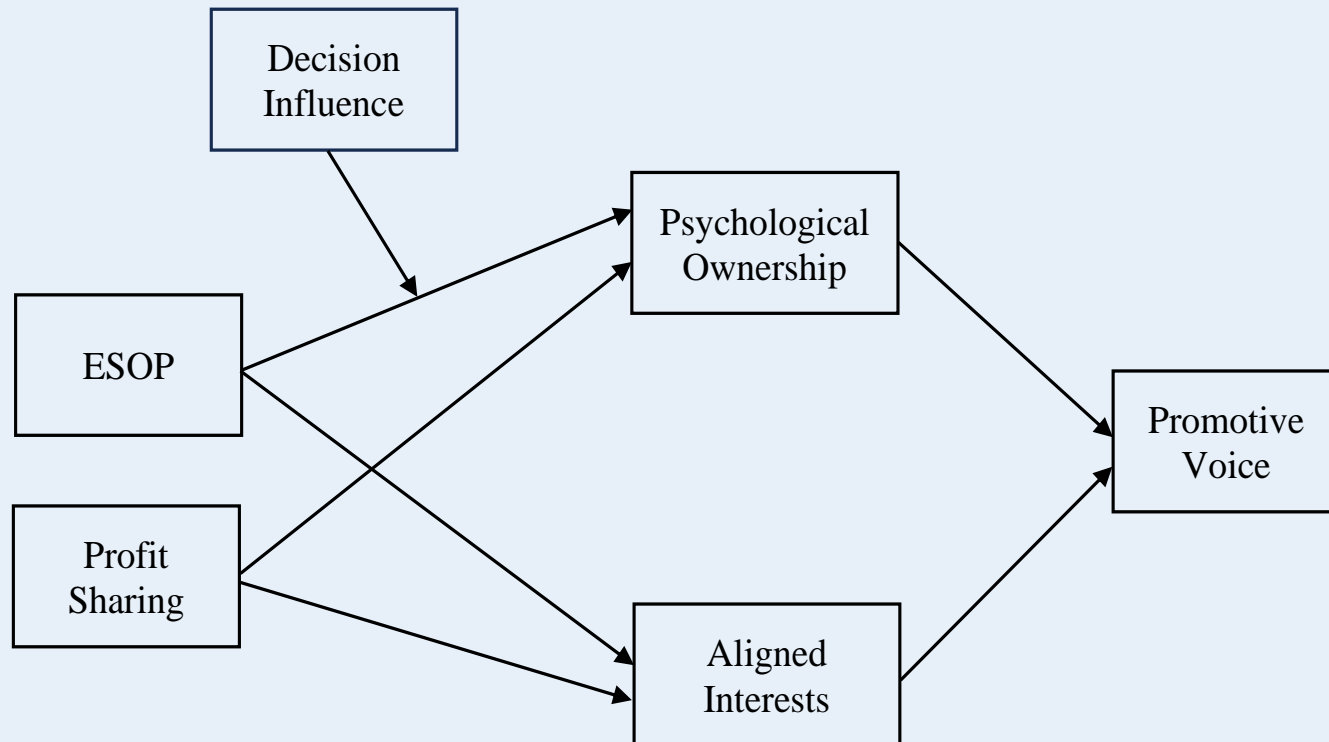 Decision
Influence
Psychological
Ownership
ESOP
Promotive
Voice
Profit
Sharing
Aligned
Interests